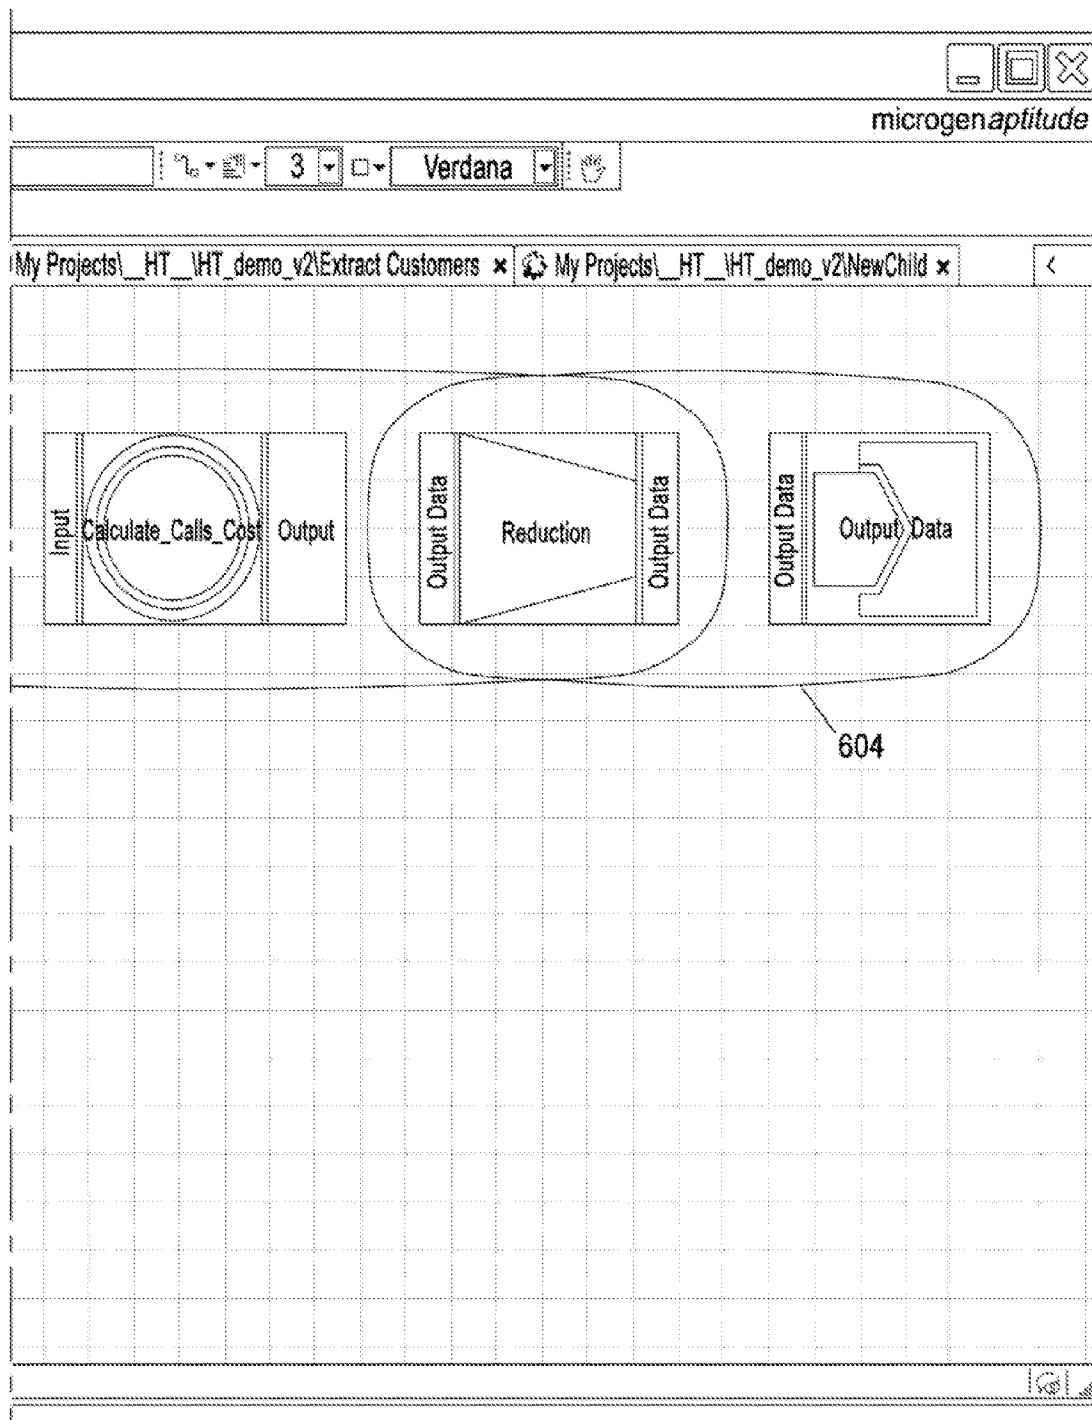 microgenaptitude
3 Verdana
My Projects\__HT__\HT_demo_v2\Extract Customers × My Projects\__HT__\HT_demo_v2\NewChild × <
Input Calculate_Calls_Cost Output Output Data Reduction Output Data Output Data Output Data
604